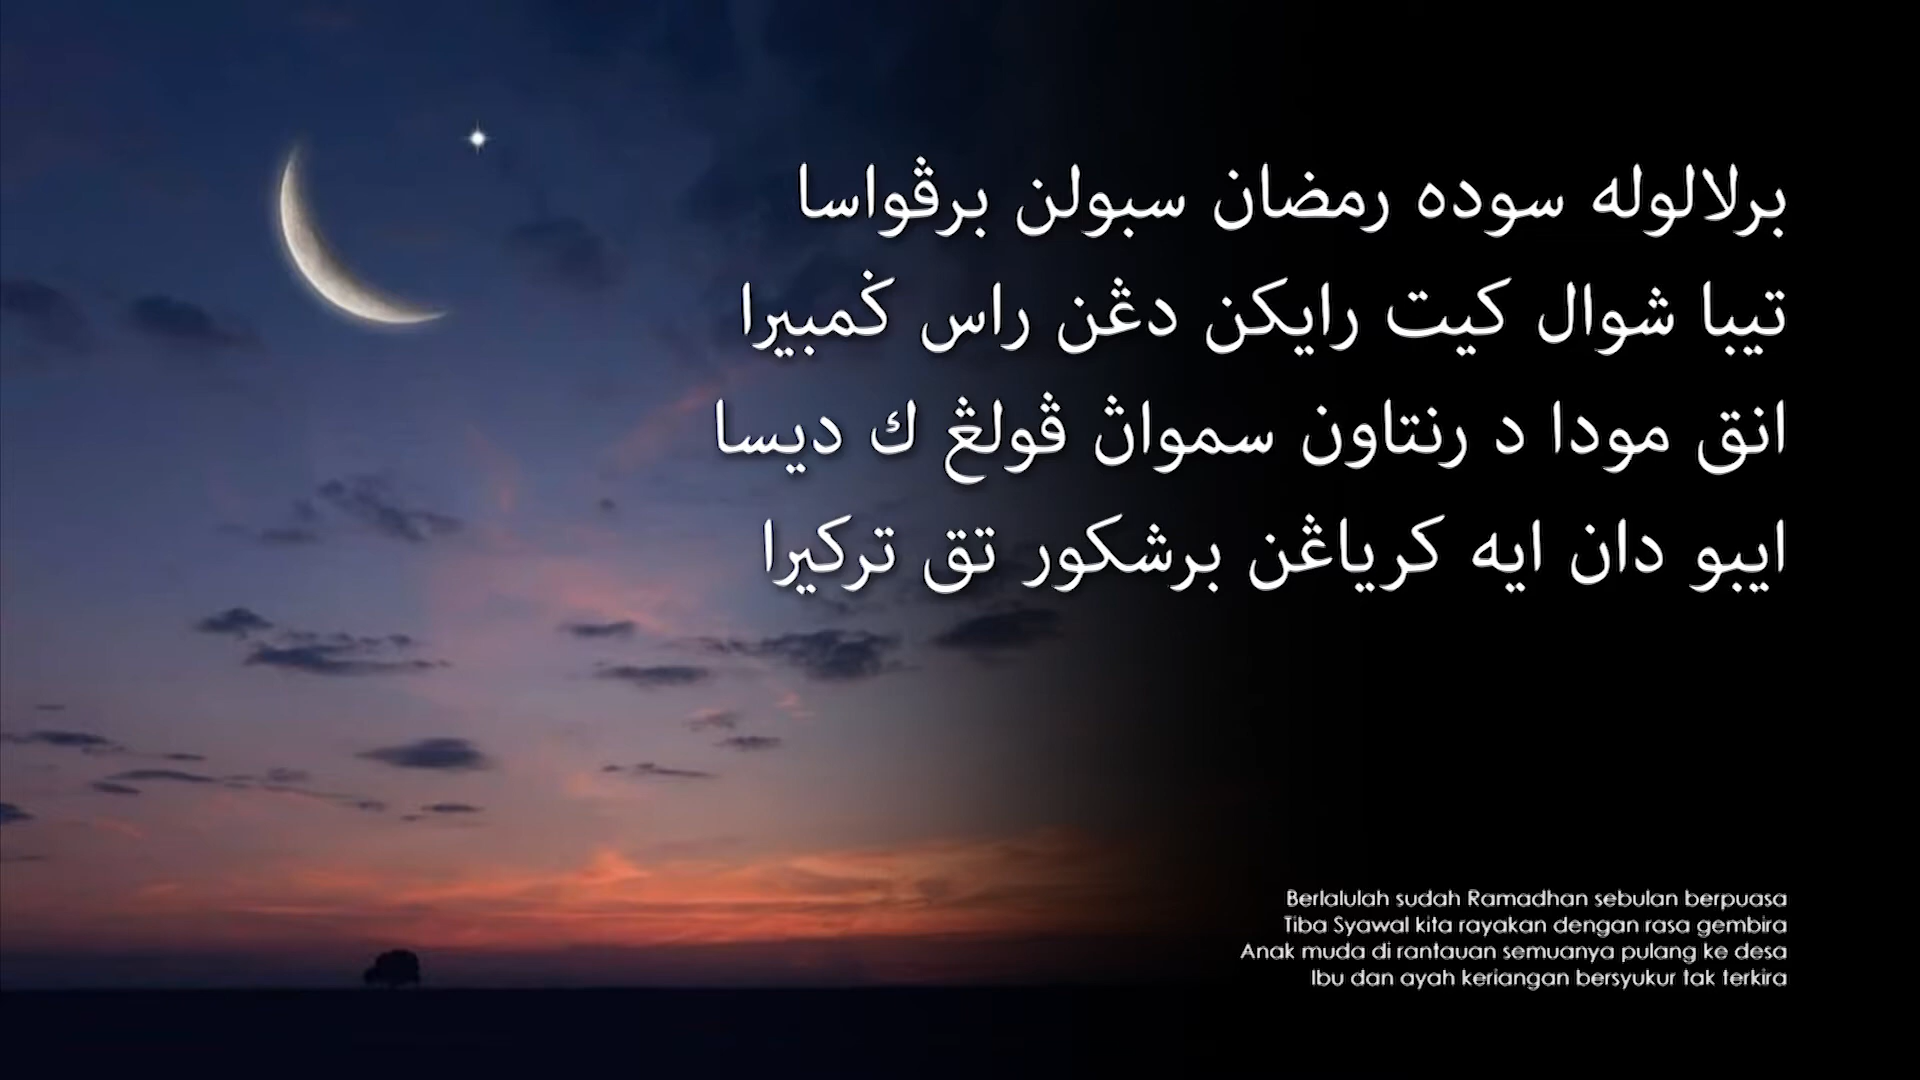 برلالوله سوده رمضان سبولن برڤواسا
تيبا شوال كيت رايكن دڠن راس ݢمبيرا
انق مودا د رنتاون سمواڽ ڤولڠ ك ديسا
ايبو دان ايه كرياڠن برشكور تق تركيرا
Berlalulah sudah Ramadhan sebulan berpuasa
Tiba Syawal kita rayakan dengan rasa gembira
Anak muda di rantauan semuanya pulang ke desa
Ibu dan ayah keriangan bersyukur tak terkira